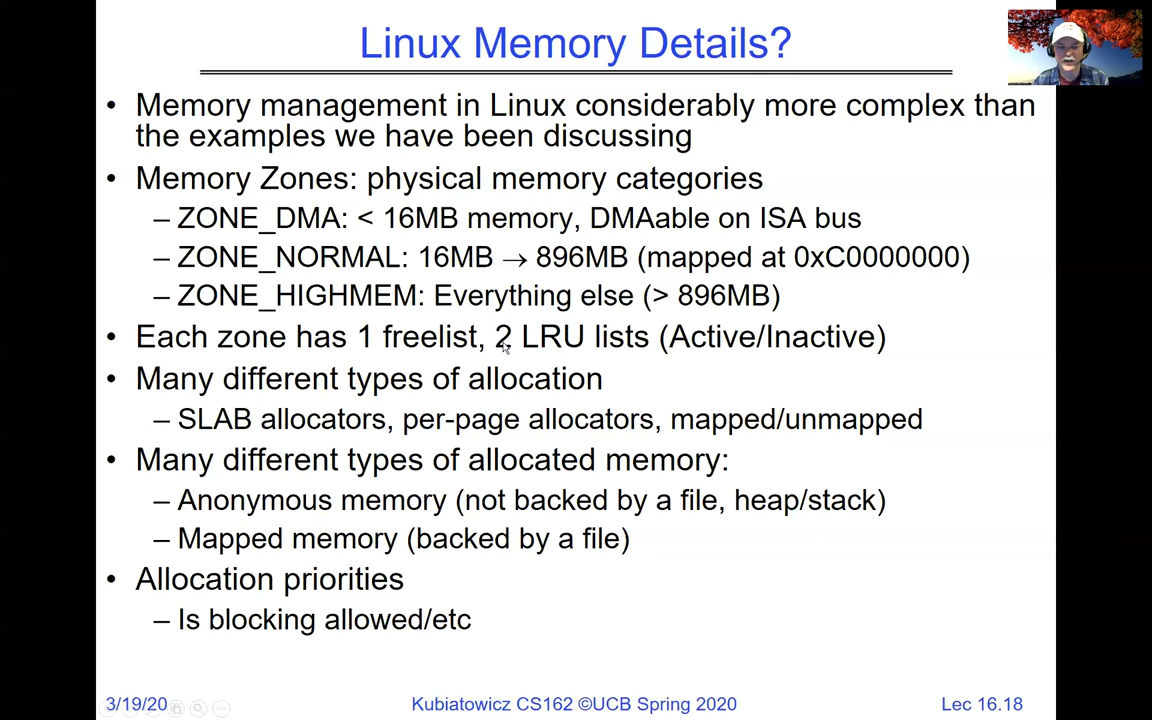 Linux Memory Details?
• Memory management in Linux considerably more complex than
the examples we have been discussing
• Memory Zones: physical memory categories
– ZONE_DMA: < 16MB memory, DMAable on ISA bus
– ZONE_NORMAL: 16MB → 896MB (mapped at 0xC0000000)
– ZONE_HIGHMEM: Everything else (> 896MB)
• Each zone has 1 freelist, 2 LRU lists (Active/Inactive)
• Many different types of allocation
– SLAB allocators, per-page allocators, mapped/unmapped
• Many different types of allocated memory:
– Anonymous memory (not backed by a file, heap/stack)
– Mapped memory (backed by a file)
• Allocation priorities
– Is blocking allowed/etc
3/19/20 Kubiatowicz CS162 ©UCB Spring 2020 Lec 16.18